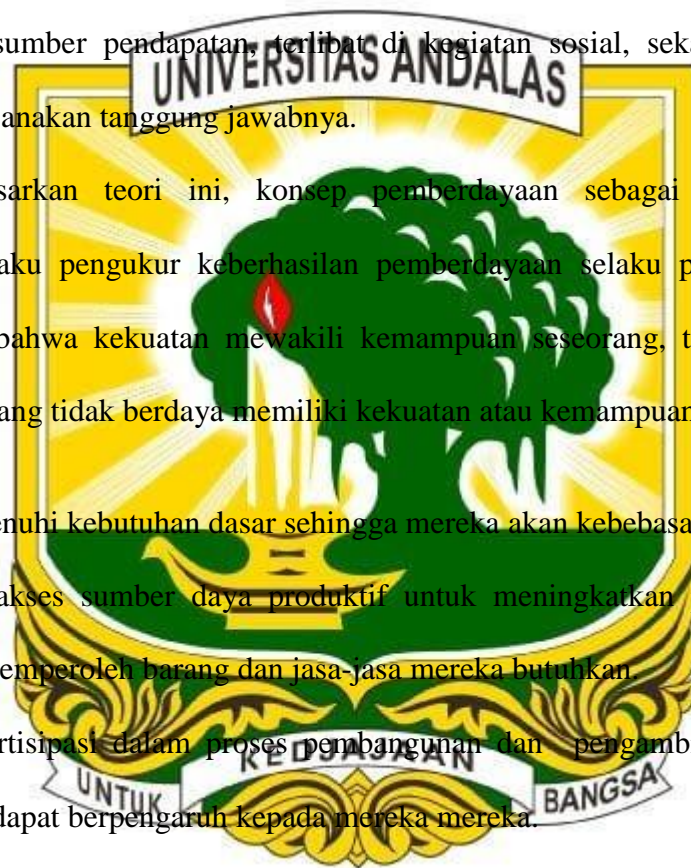 sumber pendapatan, terlibat di kegiatan sosial, seka
UNIVERSITAS ANDALAS
anakan tanggung jawabnya.
sarkan teori ini, konsep pemberdayaan sebagai
aku pengukur keberhasilan pemberdayaan selaku p
bahwa kekuatan mewakili kemampuan seseorang, t
ang tidak berdaya memiliki kekuatan atau kemampuan
enuhi kebutuhan dasar sehingga mereka akan kebebasa
akses sumber daya produktif untuk meningkatkan
emperoleh barang dan jasa-jasa mereka butuhkan.
rtisipasi dalam proses pembangunan dan pengamb
UNTUK KEDJAJAAN BANGSA
dapat berpengaruh kepada mereka mereka.